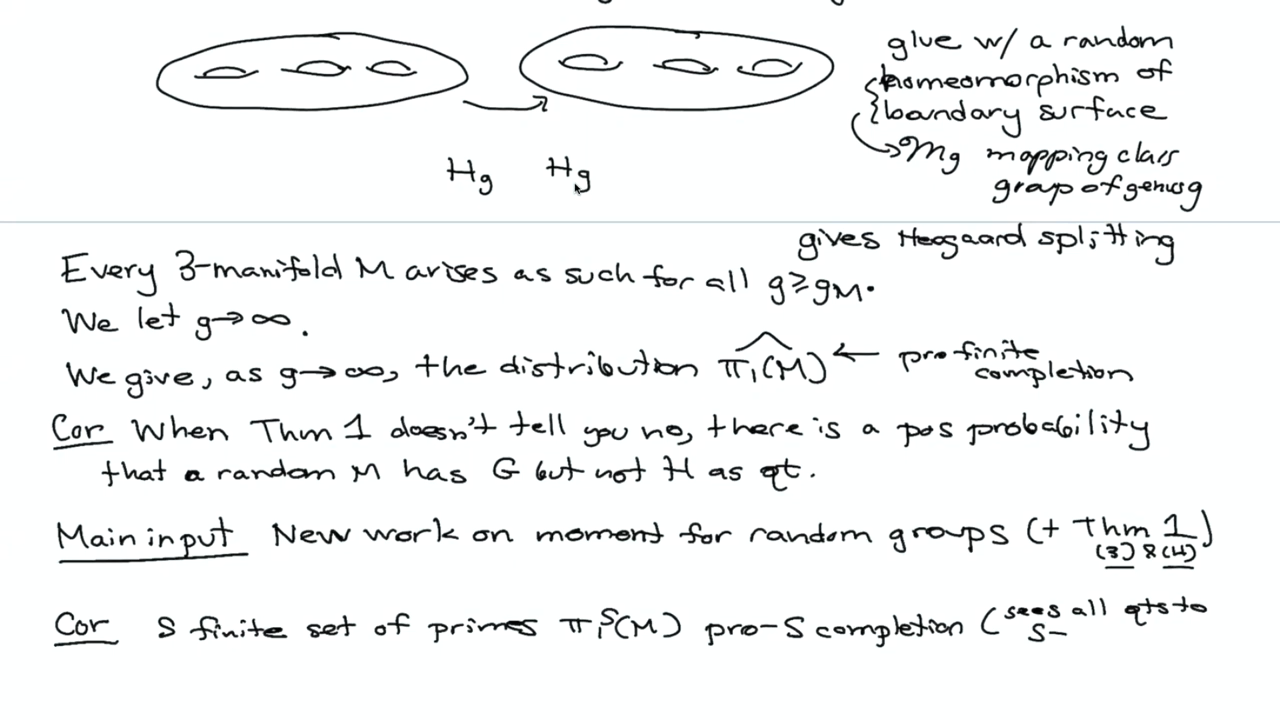 glue w/ a random
homeomorphism of
boundary surface
Mg mapping class
group of genus g
Hg Hg
gives Heegaard splitting
Every 3-manifold M arises as such for all g≥gM.
We let g→∞.
We give, as g→∞, the distribution π̂₁(M) ← profinite
completion
Cor When Thm 1 doesn't tell you no, there is a pos probability
that a random M has G but not H as qt.
Main input New work on moment for random groups (+ Thm 1)
(3) & (4)
Cor S finite set of primes π₁ˢ(M) pro-S completion (sees all qts to
S-